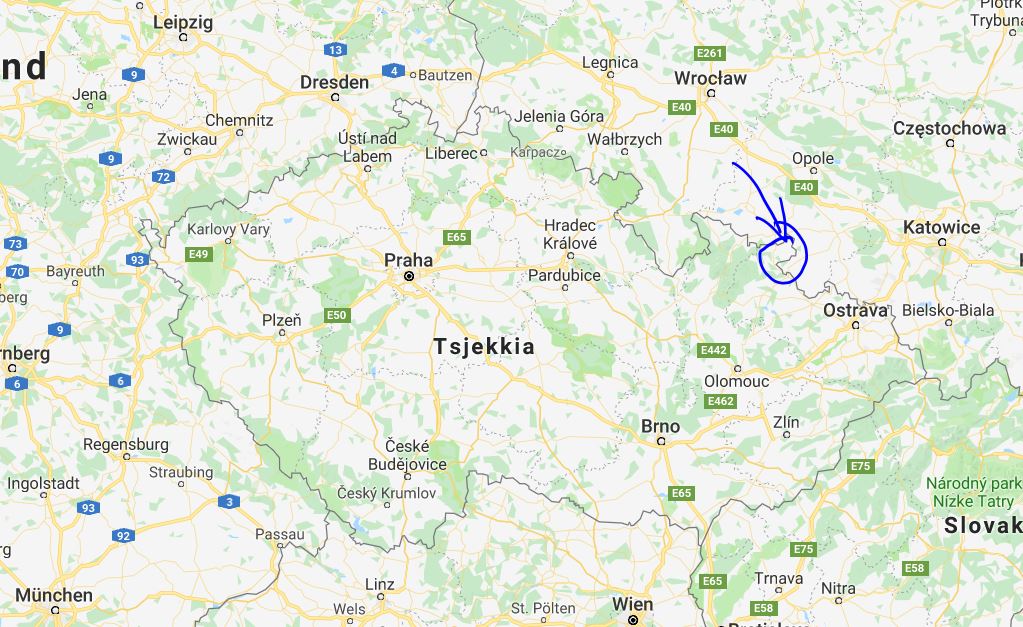 Leipzig
Piotrk
Trybuna
nd
13
E261
Legnica
9
4
Bautzen
Wrocław
Dresden
Jena
E40
Jelenia Góra
Chemnitz
E40
Częstochowa
Zwickau
Ústí nad
Labem
Wałbrzych
Liberec
Karpacz
9
Opole
72
E40
Karlovy Vary
Hradec
Králové
Katowice
E65
73
E49
93
Praha
70
Bayreuth
Pardubice
berg
Ostrava
Bielsko-Biala
Plzeň
E50
9
rnberg
Tsjekkia
E442
6
6
Olomouc
E462
Brno
Zlín
Regensburg
České
Budějovice
E75
Straubing
Ingolstadt
Český Krumlov
E65
Národný park
Nízke Tatry
93
3
Slovak
92
Passau
rg
E75
E58
Linz
E65
Trnava
Nitra
München
Wels
St. Pölten
Wien
E58